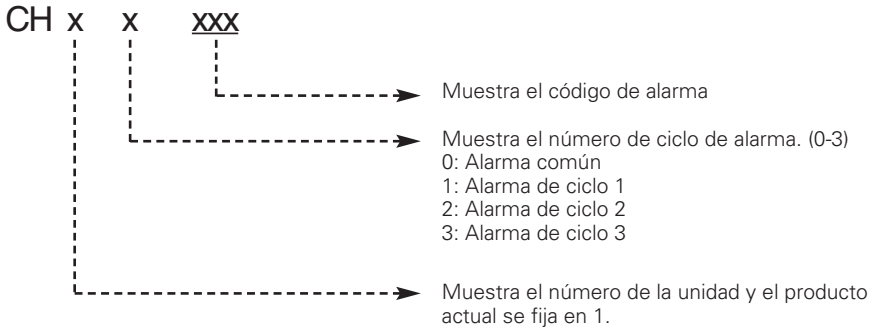 CH x x xxx
Muestra el código de alarma
Muestra el número de ciclo de alarma. (0-3)
0: Alarma común
1: Alarma de ciclo 1
2: Alarma de ciclo 2
3: Alarma de ciclo 3
Muestra el número de la unidad y el producto
actual se fija en 1.